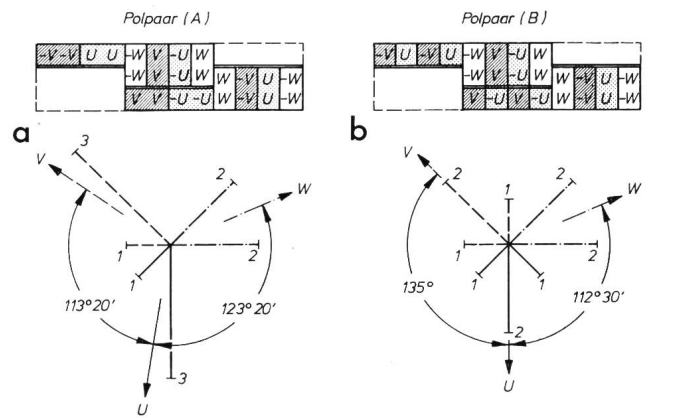 Polpaar (A)
-V -V U U -W V -U W
-W V -U W W -V U -W
V V -U -U W -V U -W
a
3
V
2
W
1
2
1
113°20'
123°20'
3
U
Polpaar (B)
-V U -V U -W V -U W
-W V -U W W -V U -W
V -U V -U W -V U -W
b
V
2
1
2
W
1
2
1
1
135°
112°30'
2
U